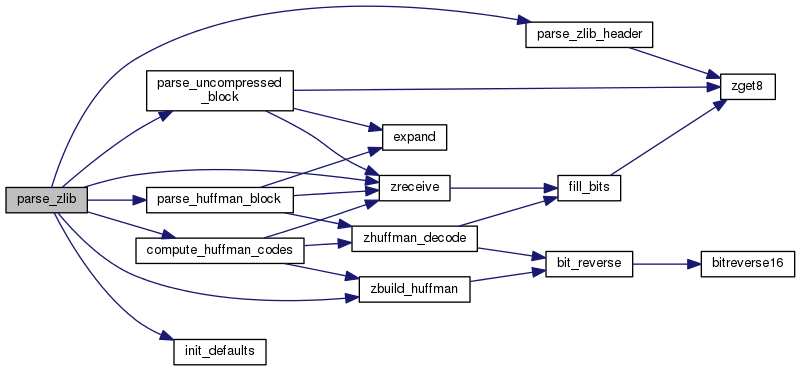 parse_zlib
parse_zlib_header
parse_uncompressed
_block
zget8
expand
zreceive
fill_bits
parse_huffman_block
compute_huffman_codes
zhuffman_decode
bit_reverse
bitreverse16
zbuild_huffman
init_defaults